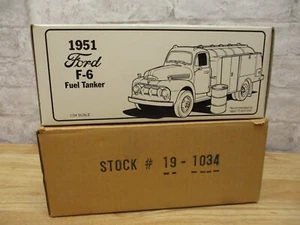 1951
Ford
F-6
Fuel Tanker
1/34 SCALE
STOCK # 19-1034